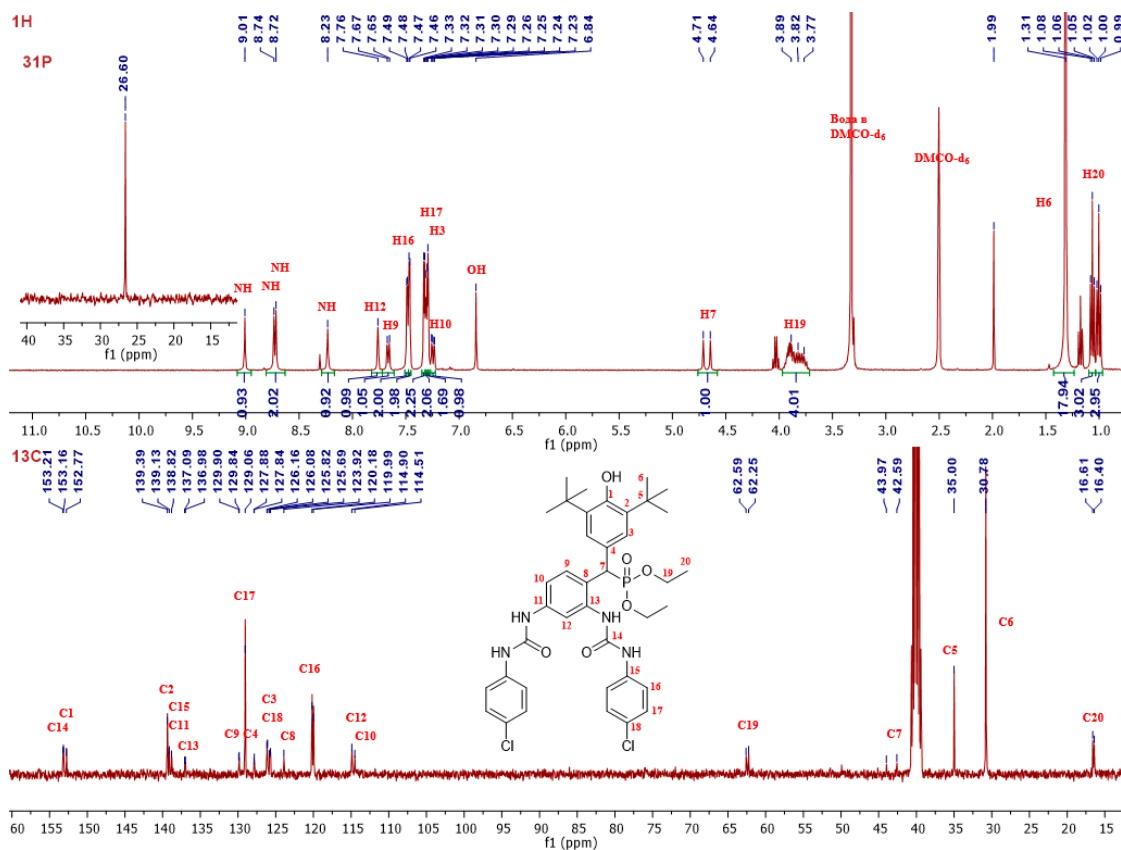 1H
9.01 8.74 8.72 8.23 7.76 7.67 7.65 7.49 7.48 7.47 7.46 7.33 7.32 7.31 7.30 7.29 7.26 7.25 7.24 7.23 6.84 4.71 4.64 3.89 3.82 3.77 1.99 1.31 1.08 1.06 1.05 1.02 1.00 0.99
31P
26.60
40 35 30 25 20 15
f1 (ppm)
NH
NH
NH
NH
H12
H9
H16
H17
H3
H10
OH
H7
H19
Вода в
DMCO-d6
DMCO-d6
H6
H20
0.93 2.02 0.92 0.99 1.05 2.00 1.98 2.25 2.06 1.69 0.98 1.00 4.01 17.94 3.02 2.95
11.0 10.5 10.0 9.5 9.0 8.5 8.0 7.5 7.0 6.5 6.0 5.5 5.0 4.5 4.0 3.5 3.0 2.5 2.0 1.5 1.0
f1 (ppm)
13C
153.21 153.16 152.77 139.39 139.13 138.82 137.09 136.98 129.90 129.84 129.06 127.88 127.84 126.16 126.08 125.82 125.69 123.92 120.18 119.99 114.90 114.51 62.59 62.25 43.97 42.59 35.00 30.78 16.61 16.40
C1
C14
C2
C15
C11
C13
C17
C9
C4
C3
C18
C8
C16
C12
C10
C19
C7
C5
C6
C20
OH
6
1
5
2
3
4
O
20
9
7
P
O
19
10
8
O
11
13
12
NH
NH
14
HN
O
O
NH
15
16
17
18
Cl
Cl
60 155 150 145 140 135 130 125 120 115 110 105 100 95 90 85 80 75 70 65 60 55 50 45 40 35 30 25 20 15
f1 (ppm)